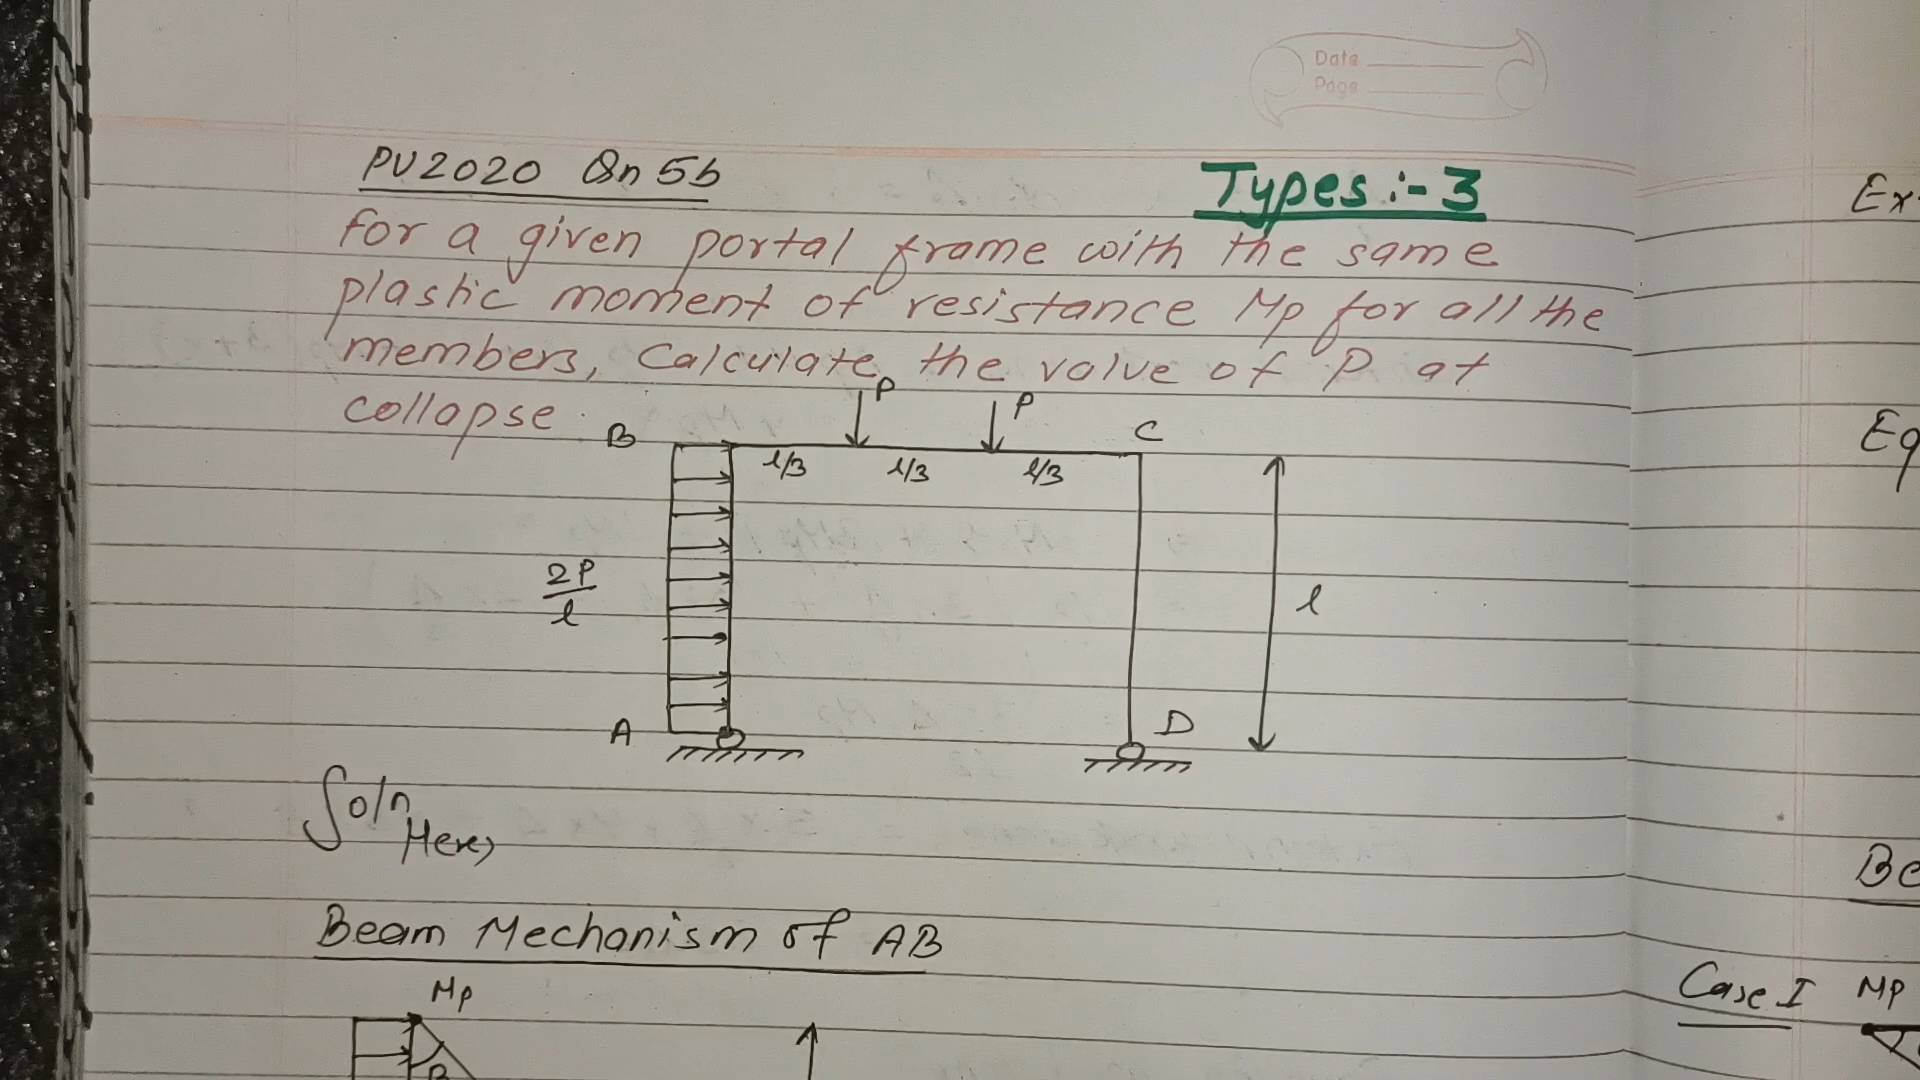 Data
Page
PU2020 Qn 5b
Types :- 3
for a given portal frame with the same
plastic moment of resistance Mp for all the
members, Calculate the value of P at
collapse.
P
P
B
C
l/3
l/3
l/3
2P
l
l
A
D
Soln
Here,
Beam Mechanism of AB
Mp
Ex
Eq
Be
Case I
MP